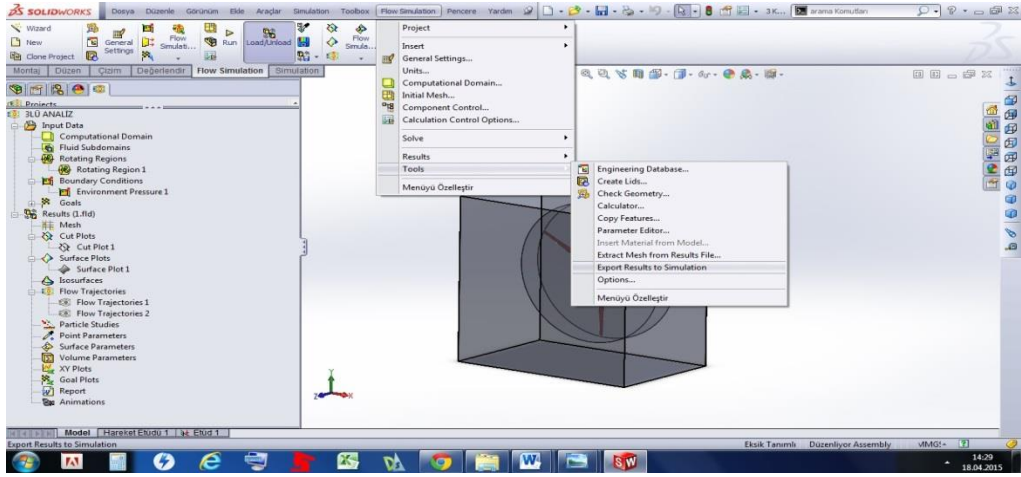 SOLIDWORKS Dosya Düzenle Görünüm Ekle Araçlar Simulation Toolbox Flow Simulation Pencere Yardım 3K... arama Komutları
Wizard
New
Clone Project
General Settings
Flow Simulati...
Run
Load/Unload
Flow Simula...
Montaj Düzen Çizim Değerlendir Flow Simulation Simulation
Project
Insert
General Settings...
Units...
Computational Domain...
Initial Mesh...
Component Control...
Calculation Control Options...
Solve
Results
Tools
Menüyü Özelleştir
Engineering Database...
Create Lids...
Check Geometry...
Calculator...
Copy Features...
Parameter Editor...
Insert Material from Model...
Extract Mesh from Results File...
Export Results to Simulation
Options...
Menüyü Özelleştir
Projects
3LÜ ANALİZ
Input Data
Computational Domain
Fluid Subdomains
Rotating Regions
Rotating Region 1
Boundary Conditions
Environment Pressure 1
Goals
Results (1.fld)
Mesh
Cut Plots
Cut Plot 1
Surface Plots
Surface Plot 1
Isosurfaces
Flow Trajectories
Flow Trajectories 1
Flow Trajectories 2
Particle Studies
Point Parameters
Surface Parameters
Volume Parameters
XY Plots
Goal Plots
Report
Animations
Model Hareket Etüdü 1 Etüd 1
Export Results to Simulation Eksik Tanımlı Düzenliyor Assembly
14:29
18.04.2015